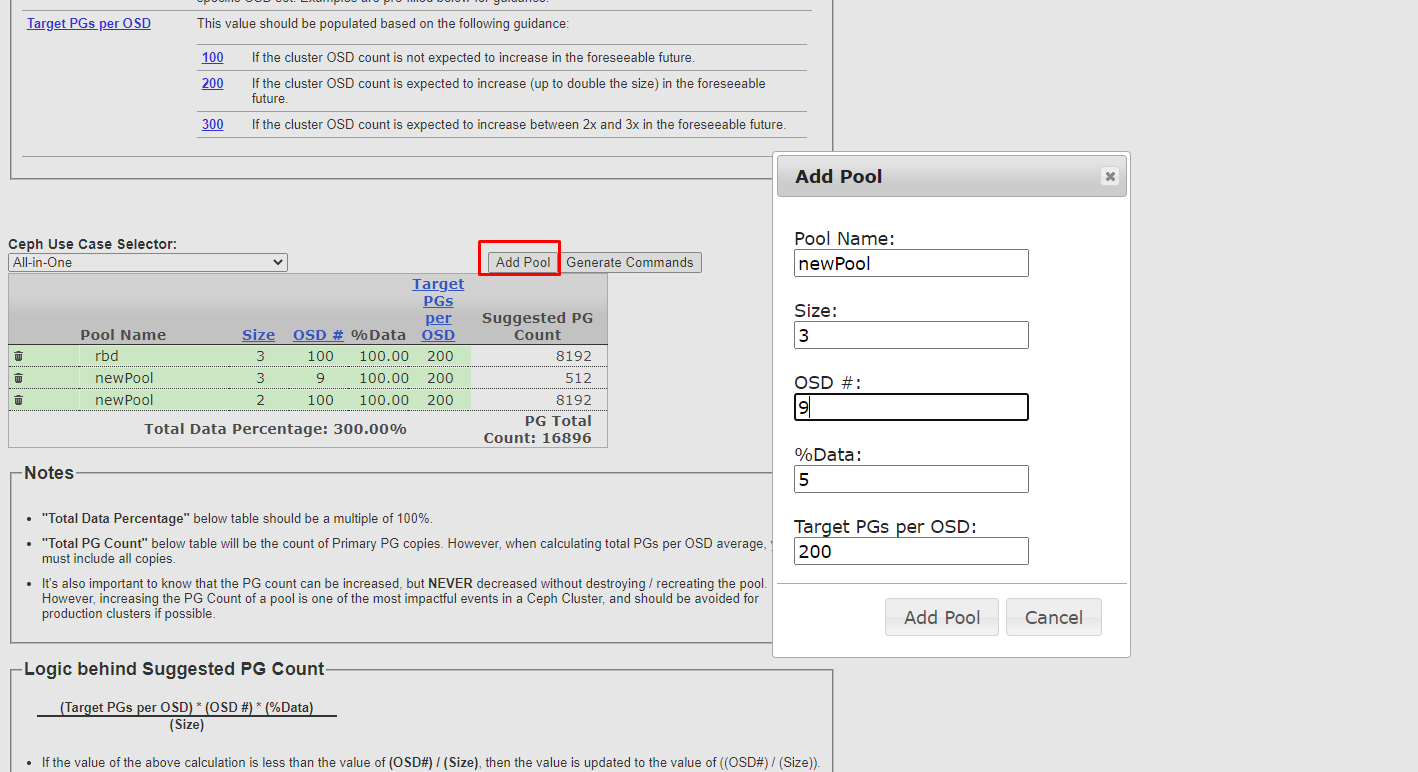 specific OSD set. Examples are pre-filled below for guidance.
Target PGs per OSD This value should be populated based on the following guidance:
100 If the cluster OSD count is not expected to increase in the foreseeable future.
200 If the cluster OSD count is expected to increase (up to double the size) in the foreseeable
future.
300 If the cluster OSD count is expected to increase between 2x and 3x in the foreseeable future.
Ceph Use Case Selector:
All-in-One
Add Pool Generate Commands
Pool Name Size OSD # %Data Target PGs per OSD Suggested PG Count
rbd 3 100 100.00 200 8192
newPool 3 9 100.00 200 512
newPool 2 100 100.00 200 8192
Total Data Percentage: 300.00% PG Total Count: 16896
Notes
• "Total Data Percentage" below table should be a multiple of 100%.
• "Total PG Count" below table will be the count of Primary PG copies. However, when calculating total PGs per OSD average,
must include all copies.
• It's also important to know that the PG count can be increased, but NEVER decreased without destroying / recreating the pool.
However, increasing the PG Count of a pool is one of the most impactful events in a Ceph Cluster, and should be avoided for
production clusters if possible.
Logic behind Suggested PG Count
(Target PGs per OSD) * (OSD #) * (%Data)
(Size)
• If the value of the above calculation is less than the value of (OSD#) / (Size), then the value is updated to the value of ((OSD#) / (Size)).
Add Pool
Pool Name:
newPool
Size:
3
OSD #:
9
%Data:
5
Target PGs per OSD:
200
Add Pool Cancel